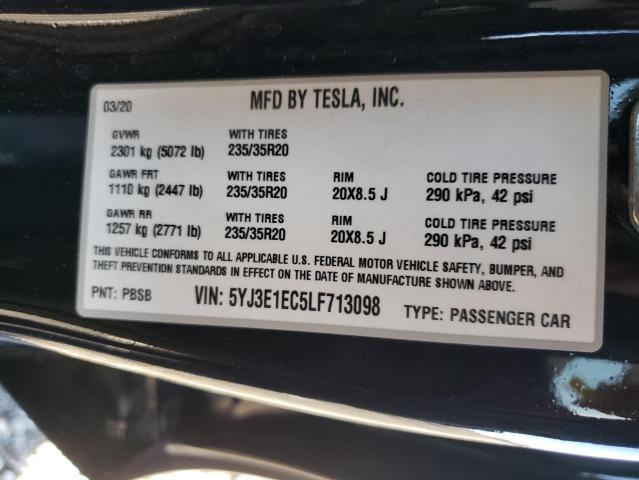 03/20 MFD BY TESLA, INC.
GVWR WITH TIRES
2301 kg (5072 lb) 235/35R20
GAWR FRT WITH TIRES RIM COLD TIRE PRESSURE
1110 kg (2447 lb) 235/35R20 20X8.5 J 290 kPa, 42 psi
GAWR RR WITH TIRES RIM COLD TIRE PRESSURE
1257 kg (2771 lb) 235/35R20 20X8.5 J 290 kPa, 42 psi
THIS VEHICLE CONFORMS TO ALL APPLICABLE U.S. FEDERAL MOTOR VEHICLE SAFETY, BUMPER, AND
THEFT PREVENTION STANDARDS IN EFFECT ON THE DATE OF MANUFACTURE SHOWN ABOVE.
PNT: PBSB VIN: 5YJ3E1EC5LF713098 TYPE: PASSENGER CAR